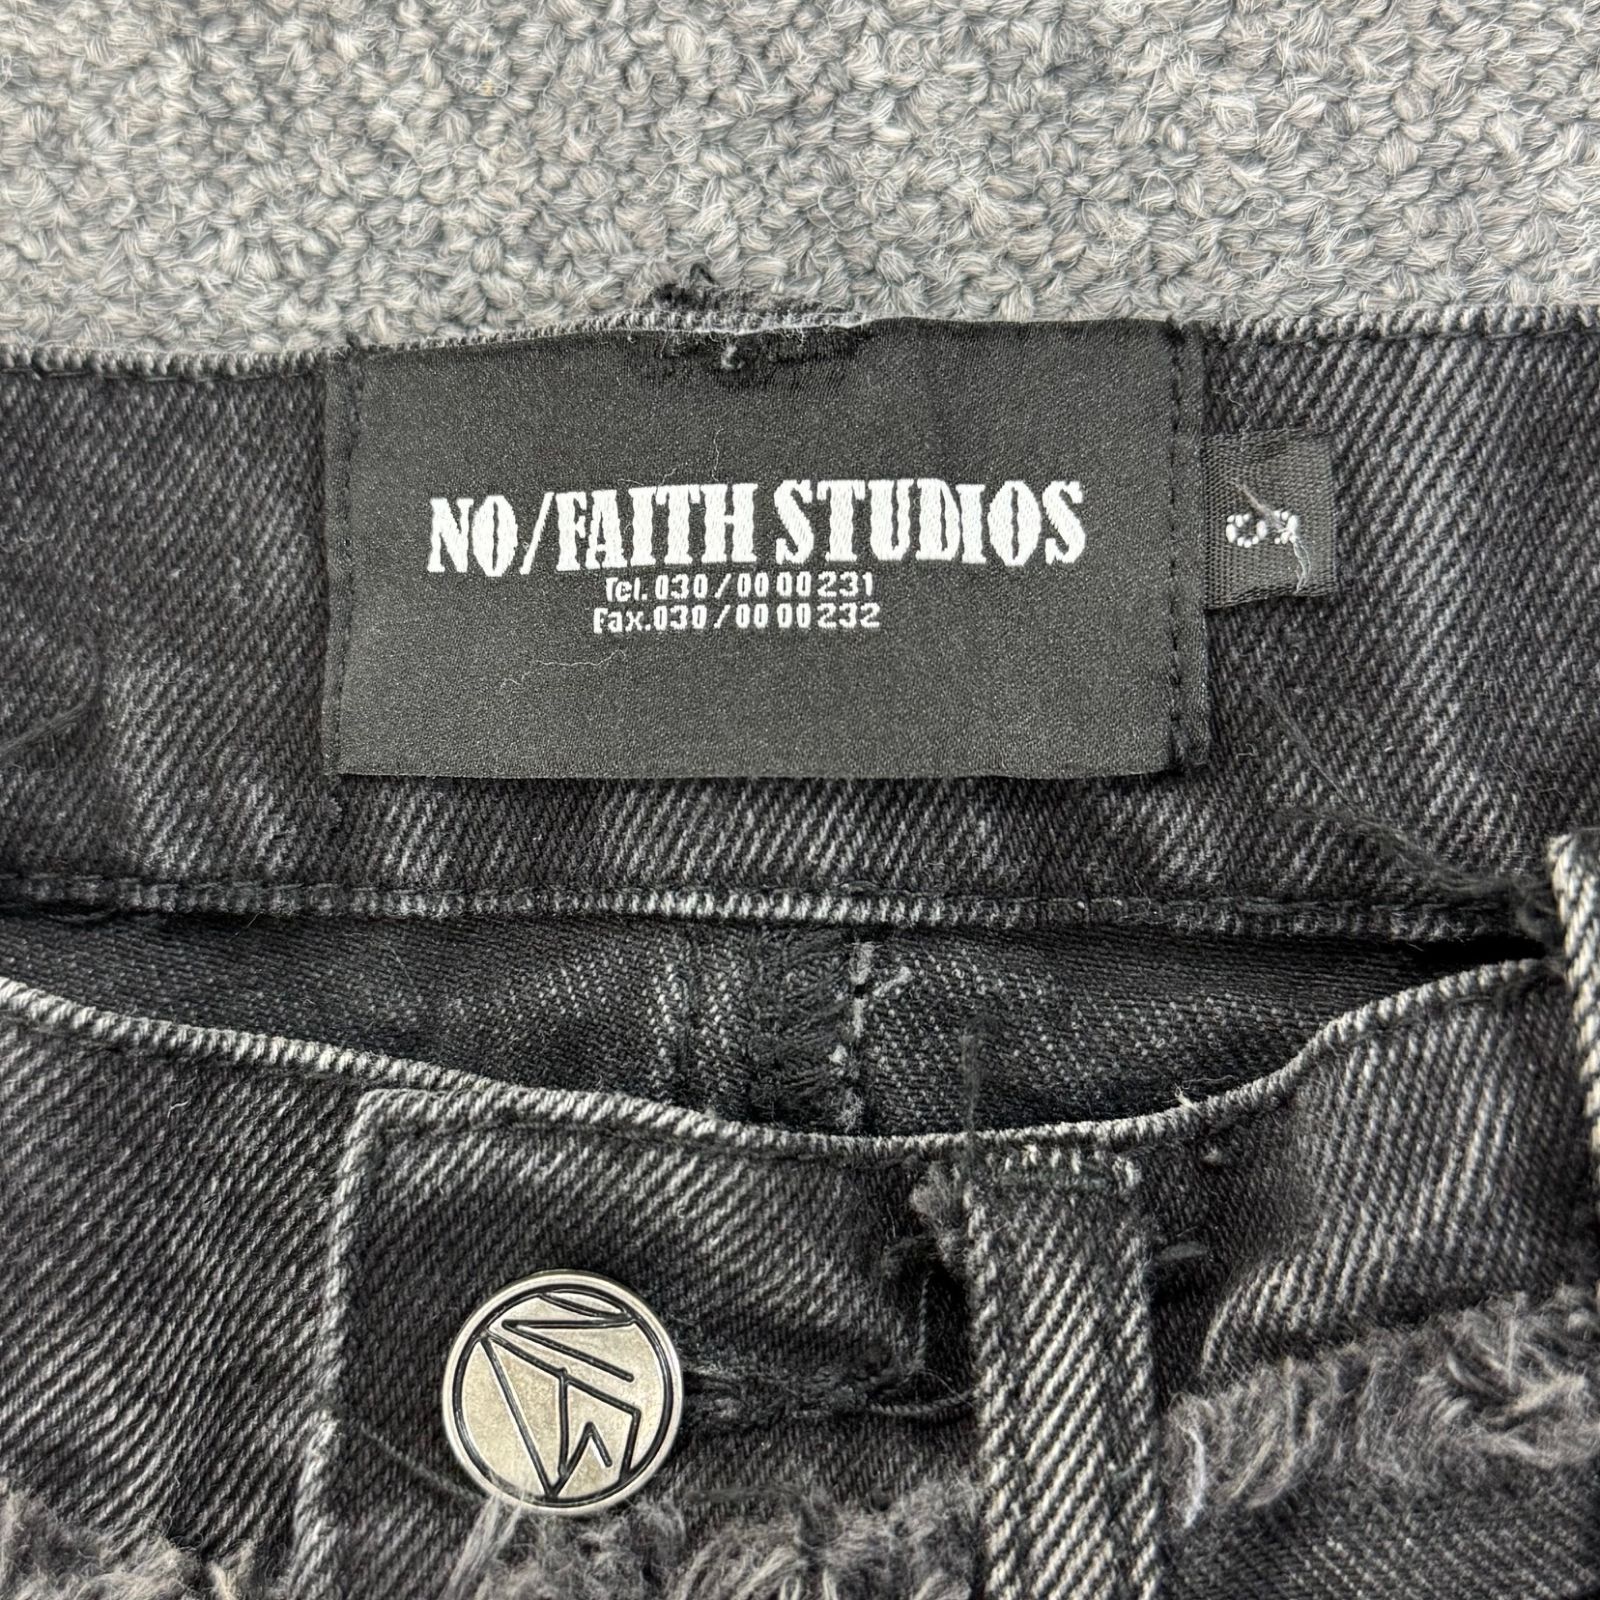 NO/FAITH STUDIOS
Tel. 030/00 00 231
Fax.030/00 00 232